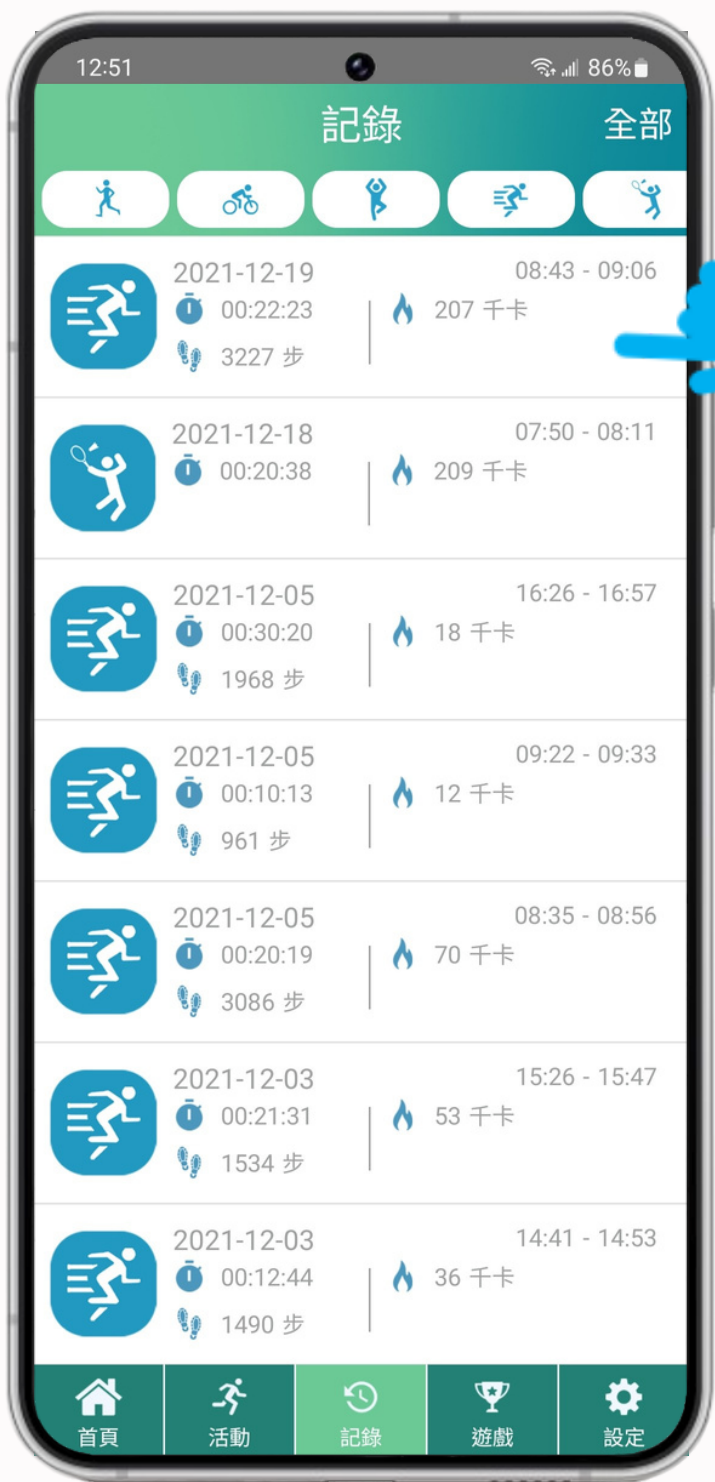 12:51
86%
記錄
全部
2021-12-19
08:43 - 09:06
00:22:23
207 千卡
3227 步
2021-12-18
07:50 - 08:11
00:20:38
209 千卡
2021-12-05
16:26 - 16:57
00:30:20
18 千卡
1968 步
2021-12-05
09:22 - 09:33
00:10:13
12 千卡
961 步
2021-12-05
08:35 - 08:56
00:20:19
70 千卡
3086 步
2021-12-03
15:26 - 15:47
00:21:31
53 千卡
1534 步
2021-12-03
14:41 - 14:53
00:12:44
36 千卡
1490 步
首頁
活動
記錄
遊戲
設定